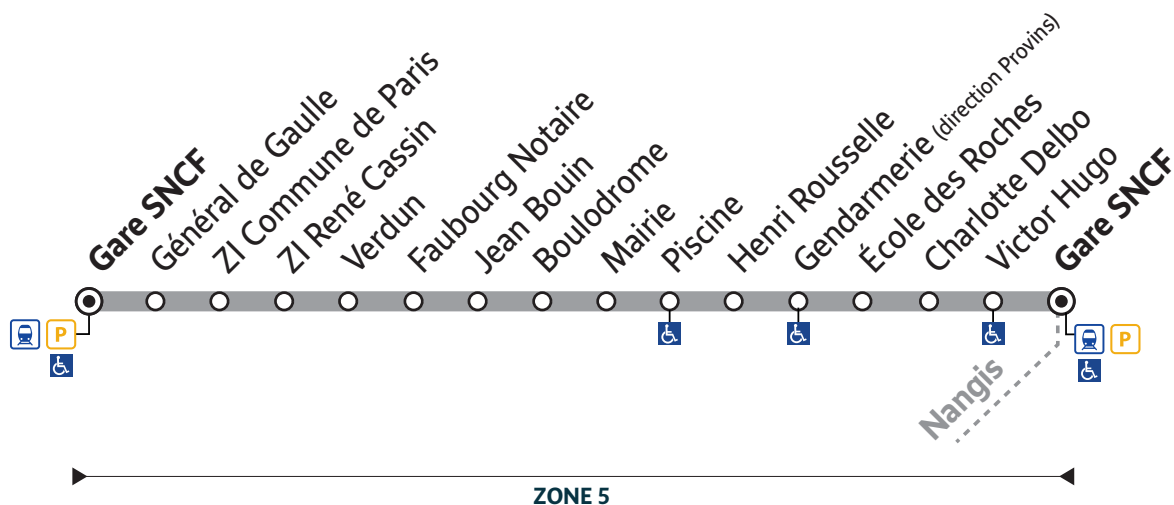 Gare SNCF
Général de Gaulle
ZI Commune de Paris
ZI René Cassin
Verdun
Faubourg Notaire
Jean Bouin
Boulodrome
Mairie
Piscine
Henri Rousselle
Gendarmerie (direction Provins)
École des Roches
Charlotte Delbo
Victor Hugo
Gare SNCF
P
P
Nangis
ZONE 5